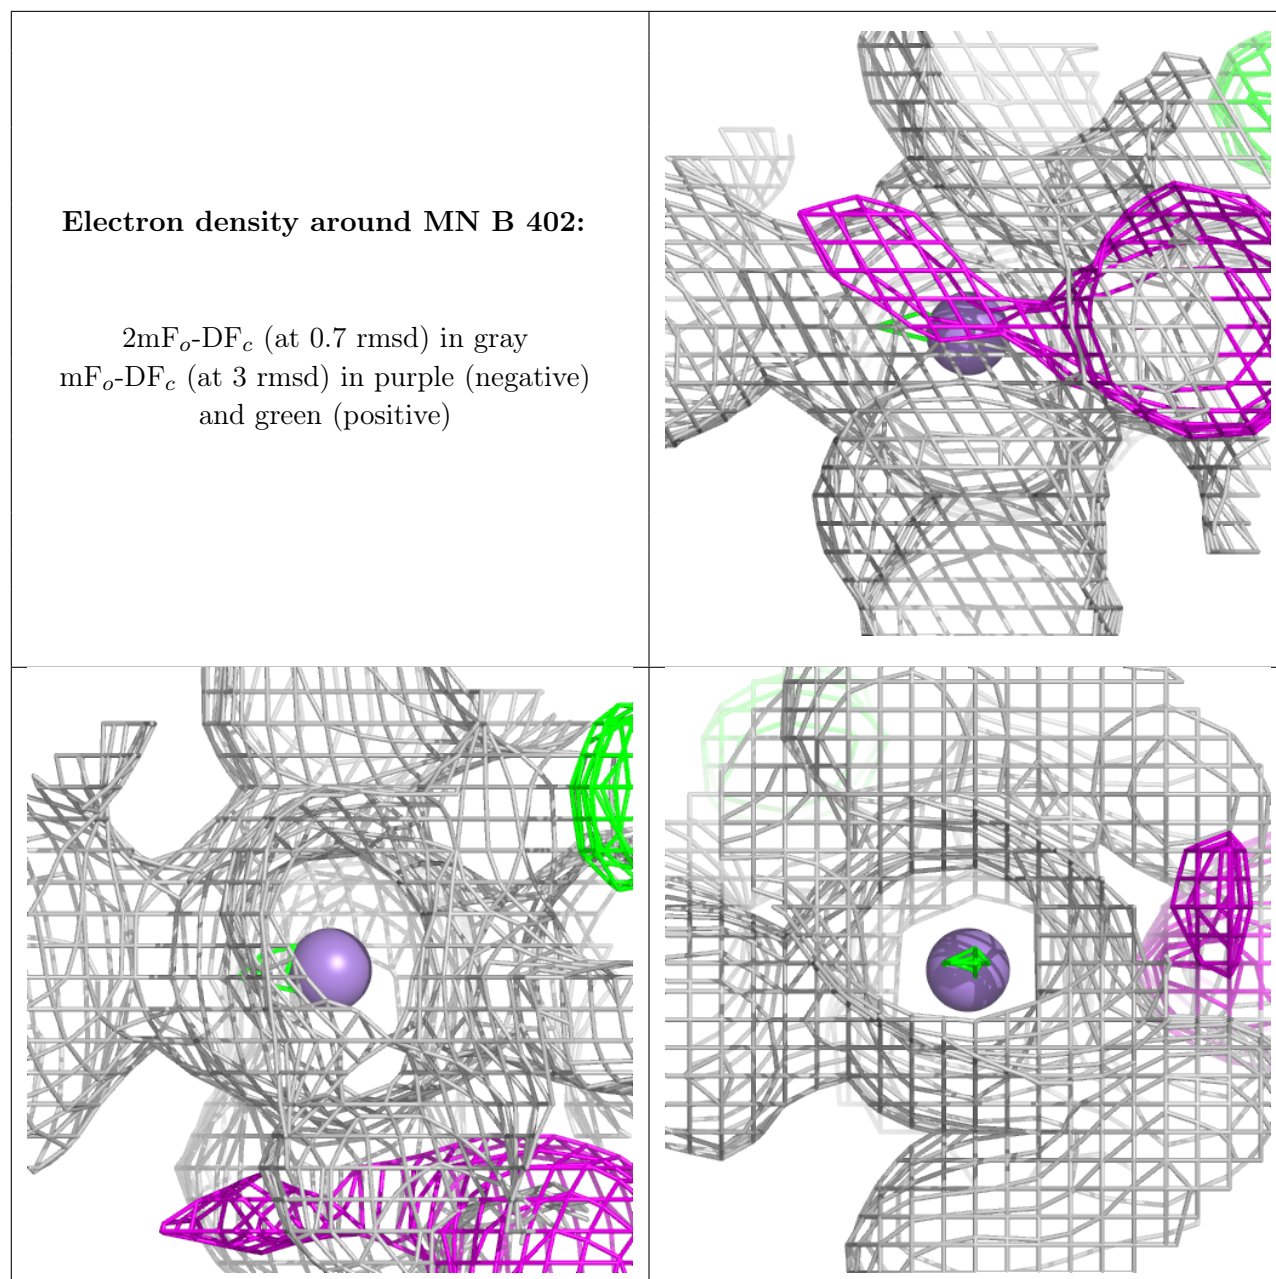 Electron density around MN B 402:
2mFₒ-DF𝑐 (at 0.7 rmsd) in gray
mFₒ-DF𝑐 (at 3 rmsd) in purple (negative)
and green (positive)